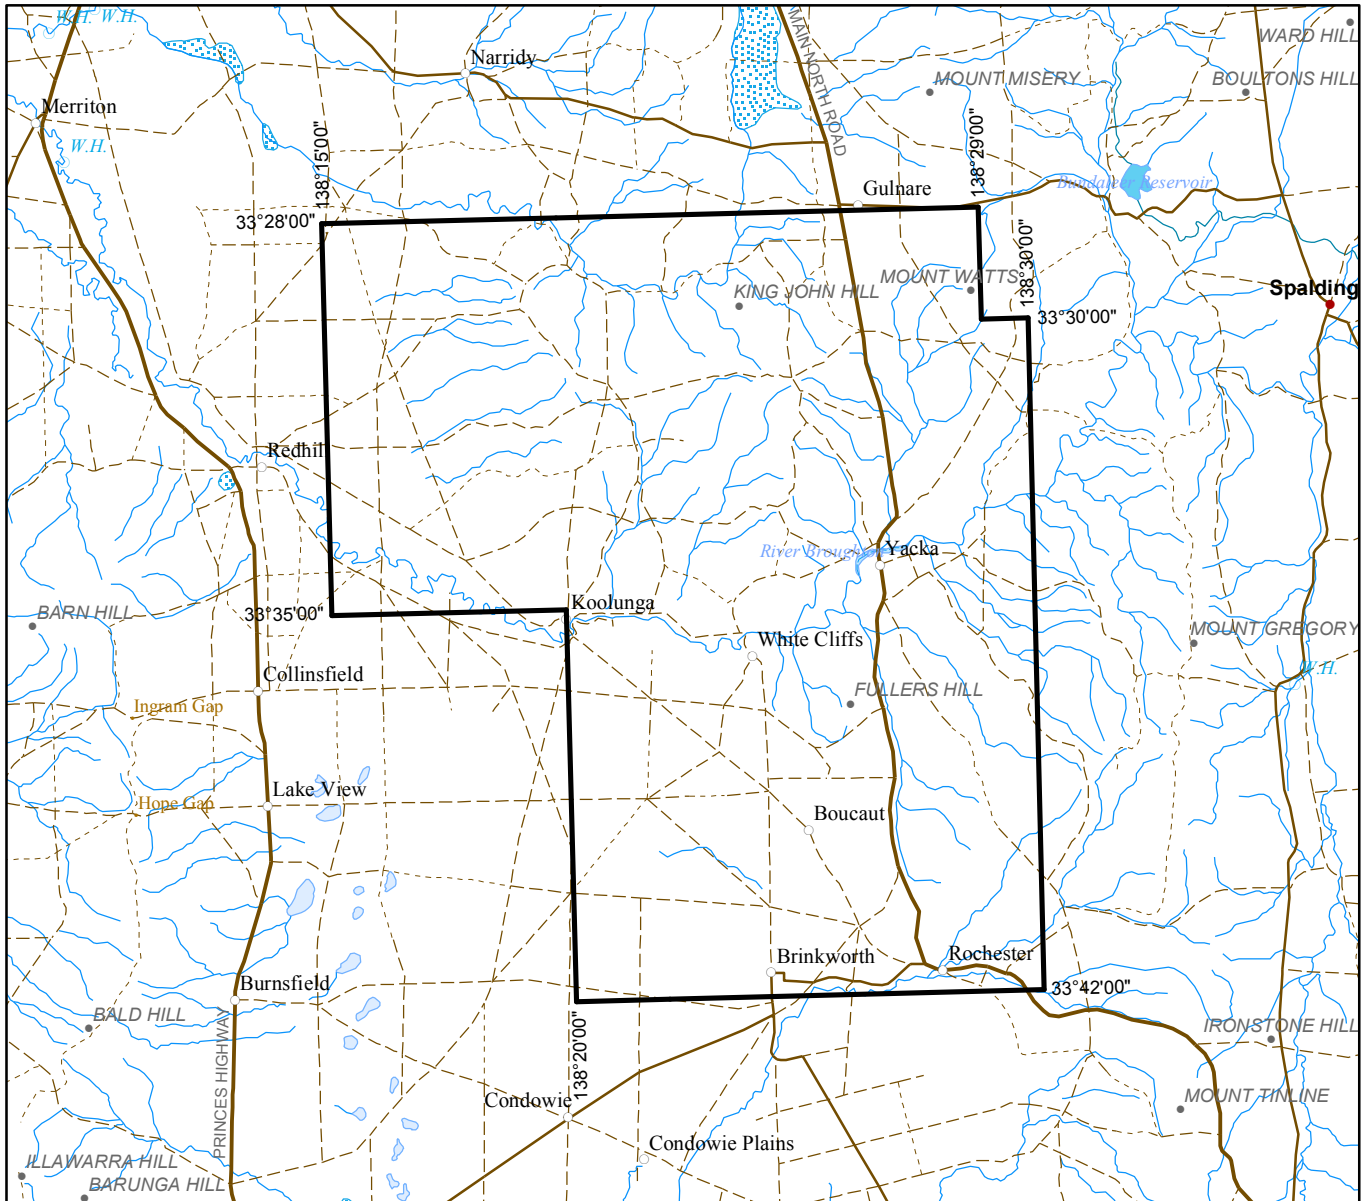 W.H. W.H.
WARD HILL
Narridy
MAIN NORTH ROAD
MOUNT MISERY
BOULTONS HILL
Merriton
W.H.
138°15'00"
138°29'00"
Bundaleer Reservoir
Gulnare
33°28'00"
138°30'00"
MOUNT WATTS
KING JOHN HILL
Spalding
33°30'00"
Redhill
River Broughton
Yacka
Koolunga
33°35'00"
BARN HILL
White Cliffs
MOUNT GREGORY
W.H.
Collinsfield
FULLERS HILL
Ingram Gap
Lake View
Hope Gap
Boucaut
Brinkworth
Rochester
Burnsfield
33°42'00"
BALD HILL
PRINCES HIGHWAY
138°20'00"
IRONSTONE HILL
Condowie
MOUNT TINLINE
Condowie Plains
ILLAWARRA HILL
BARUNGA HILL